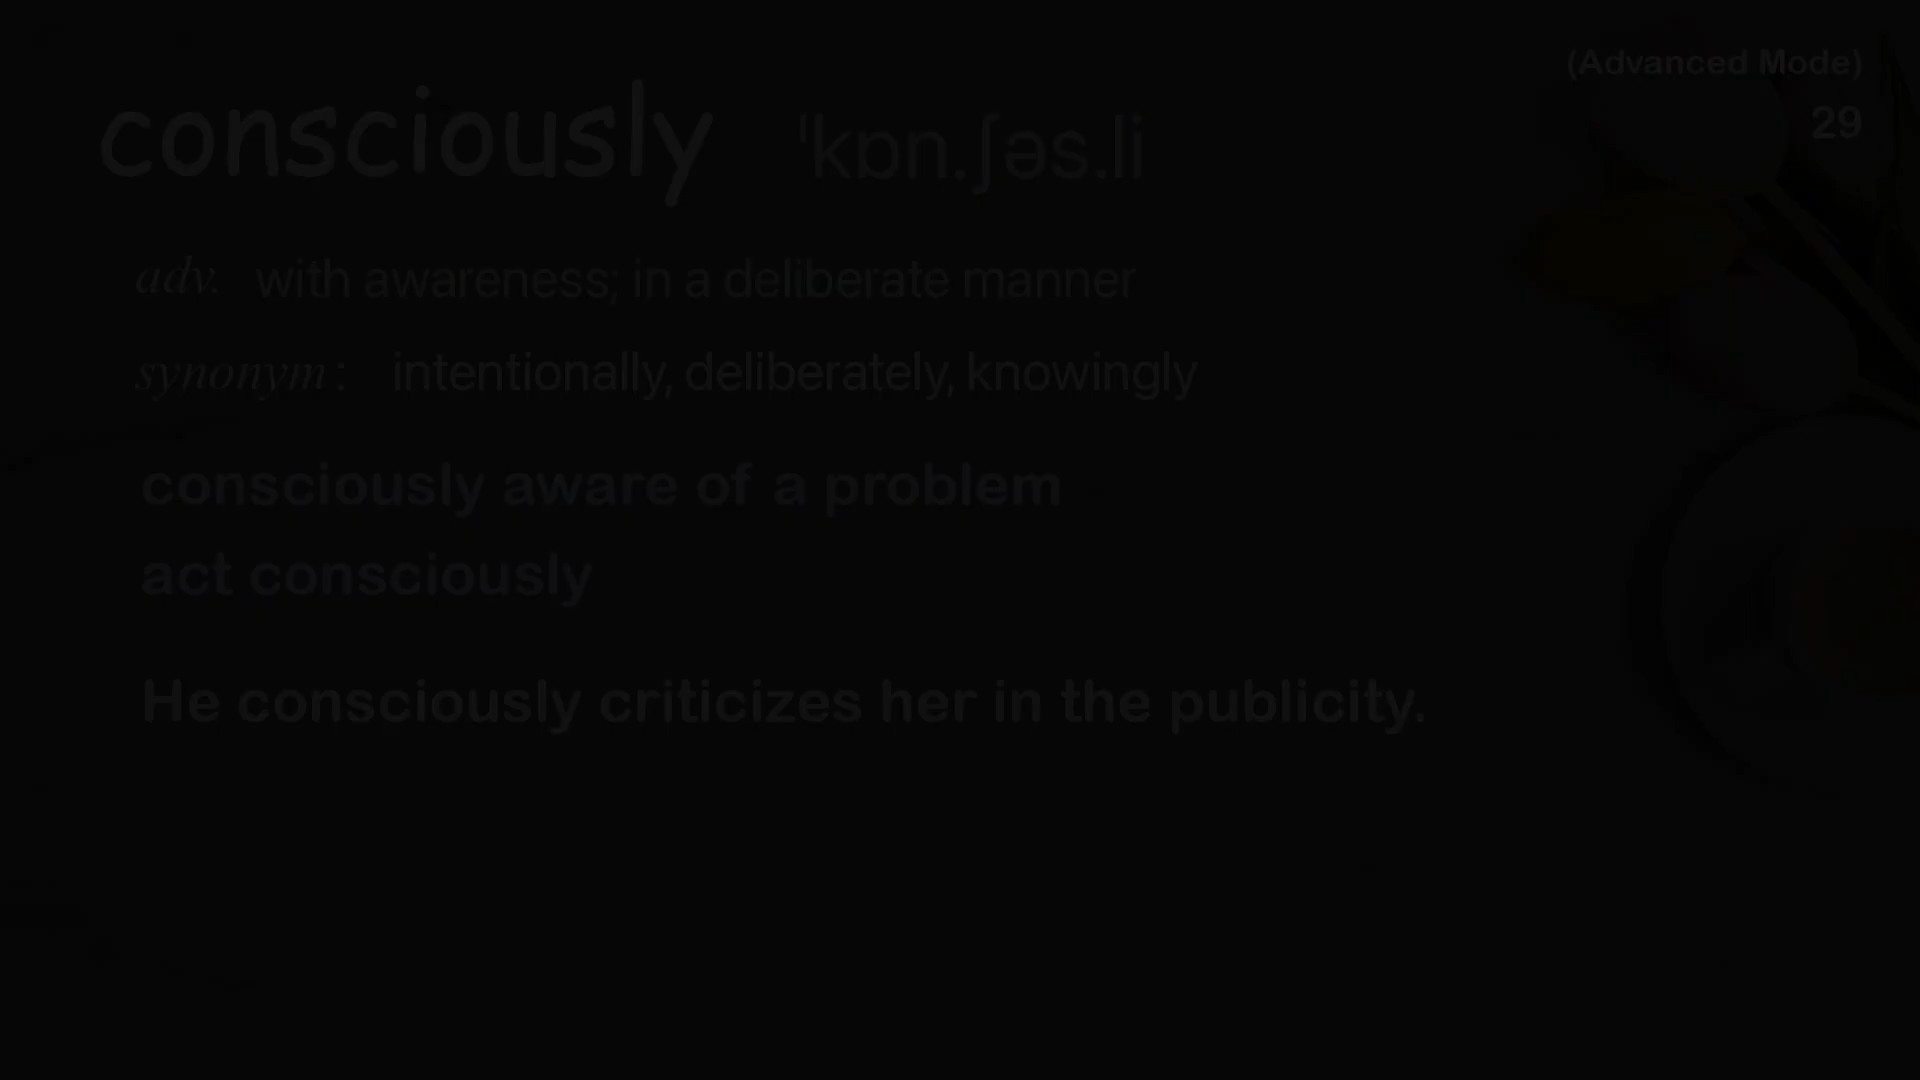 (Advanced Mode)
consciously ˈkɒn.ʃəs.li
29
adv. with awareness; in a deliberate manner
synonym: intentionally, deliberately, knowingly
consciously aware of a problem
act consciously
He consciously criticizes her in the publicity.